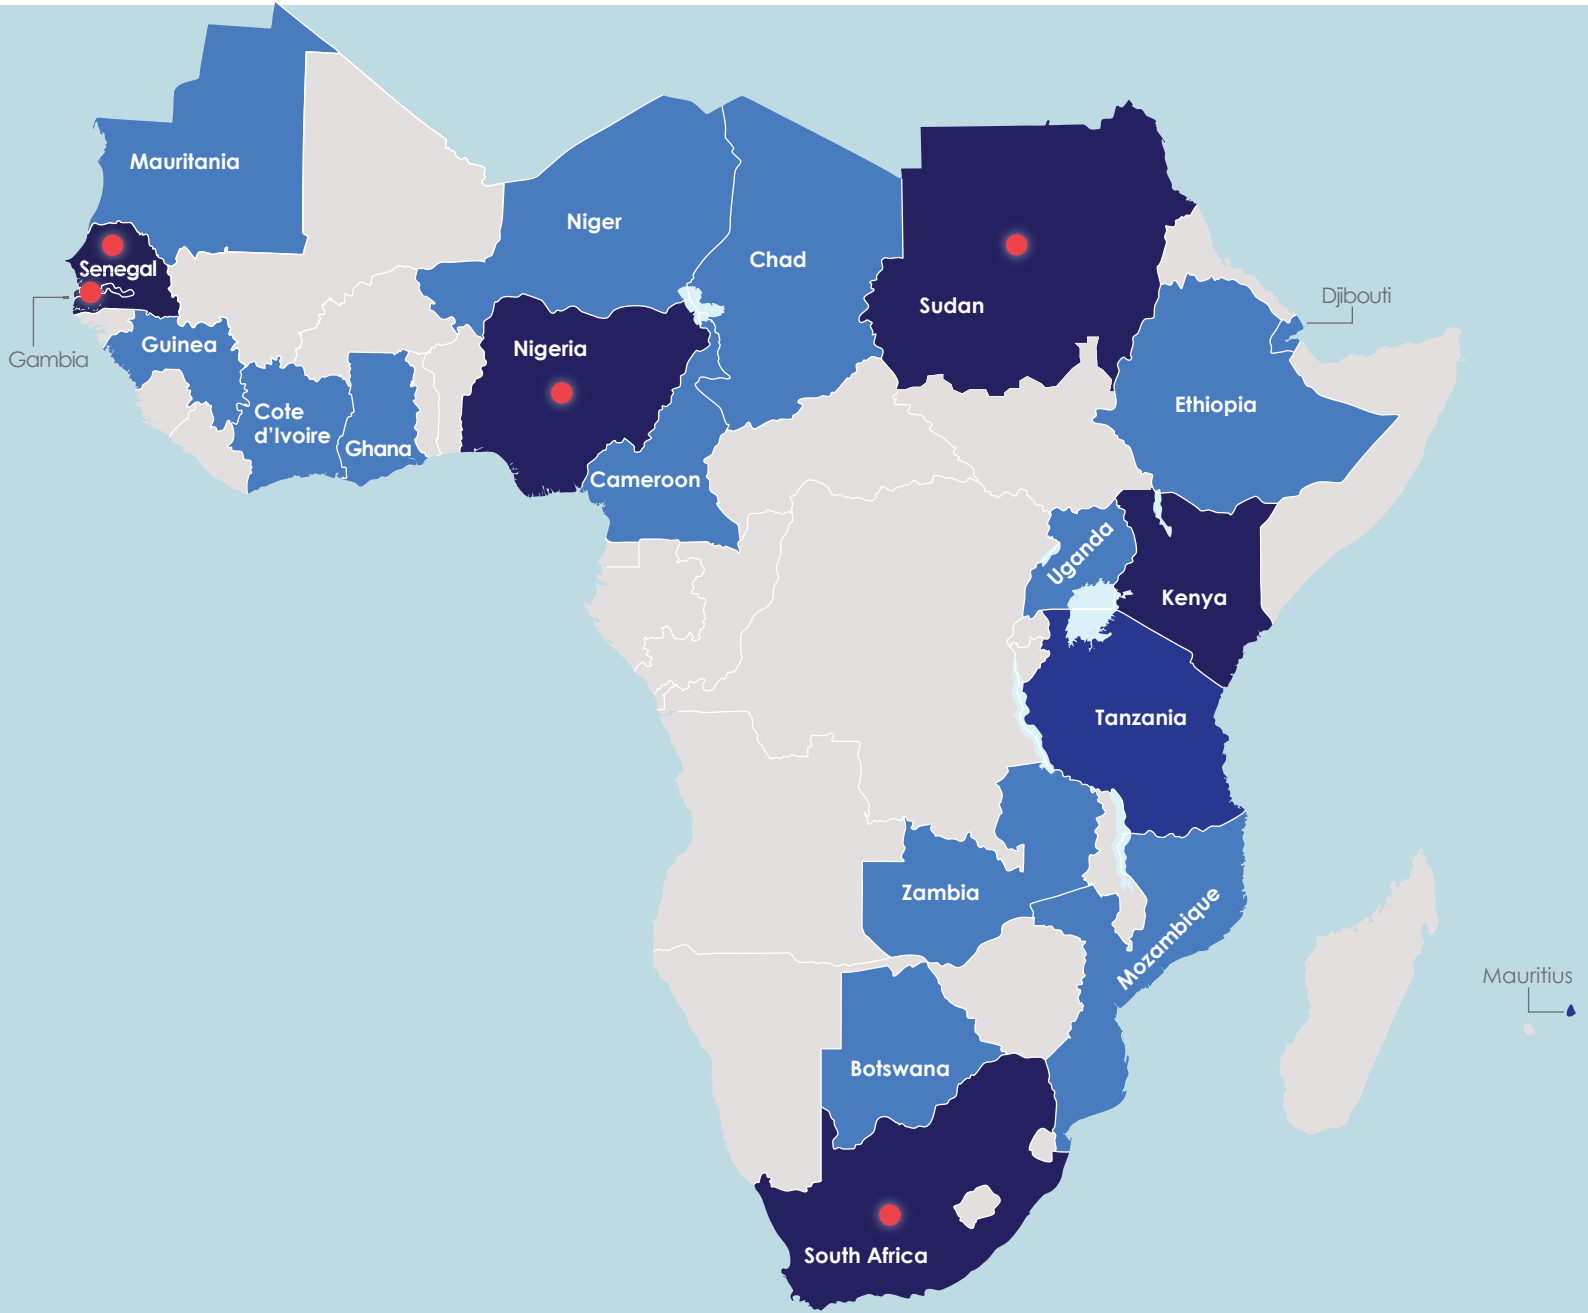 Mauritania
Niger
Chad
Senegal
Sudan
Djibouti
Gambia
Guinea
Nigeria
Ethiopia
Cote
d'Ivoire
Ghana
Cameroon
Uganda
Kenya
Tanzania
Zambia
Mozambique
Mauritius
Botswana
South Africa